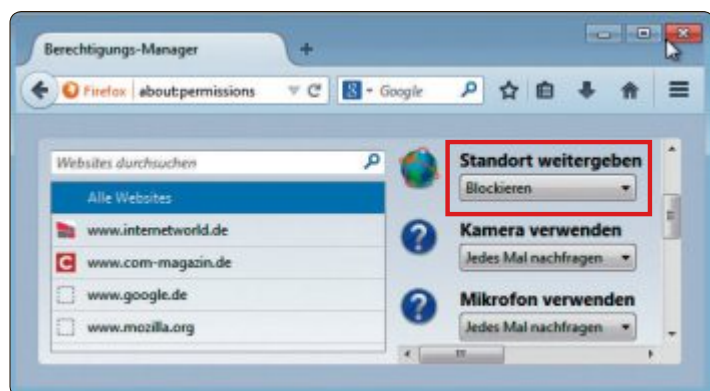 Berechtigungs-Manager
Firefox about:permissions
Google
Websites durchsuchen
Alle Websites
www.internetworld.de
www.com-magazin.de
www.google.de
www.mozilla.org
Standort weitergeben
Blockieren
Kamera verwenden
Jedes Mal nachfragen
Mikrofon verwenden
Jedes Mal nachfragen